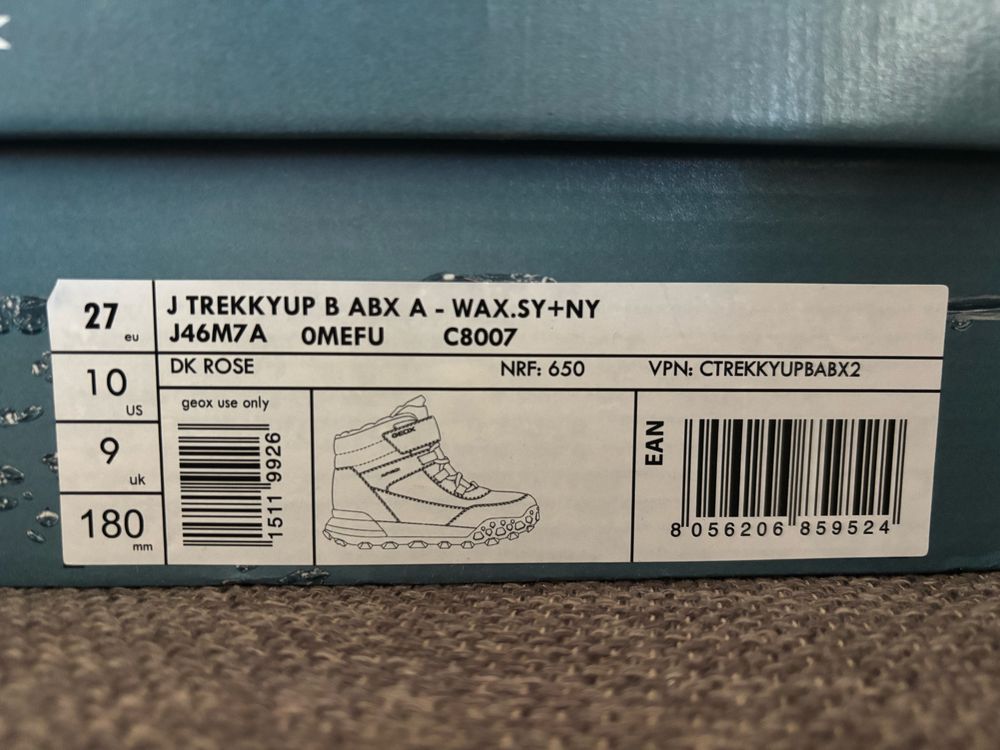 27 eu
J TREKKYUP B ABX A - WAX.SY+NY
J46M7A 0MEFU C8007
10 US
DK ROSE NRF: 650 VPN: CTREKKYUPBABX2
9 uk
180 mm
geox use only
1511 9926
GEOX
EAN
8 056206 859524